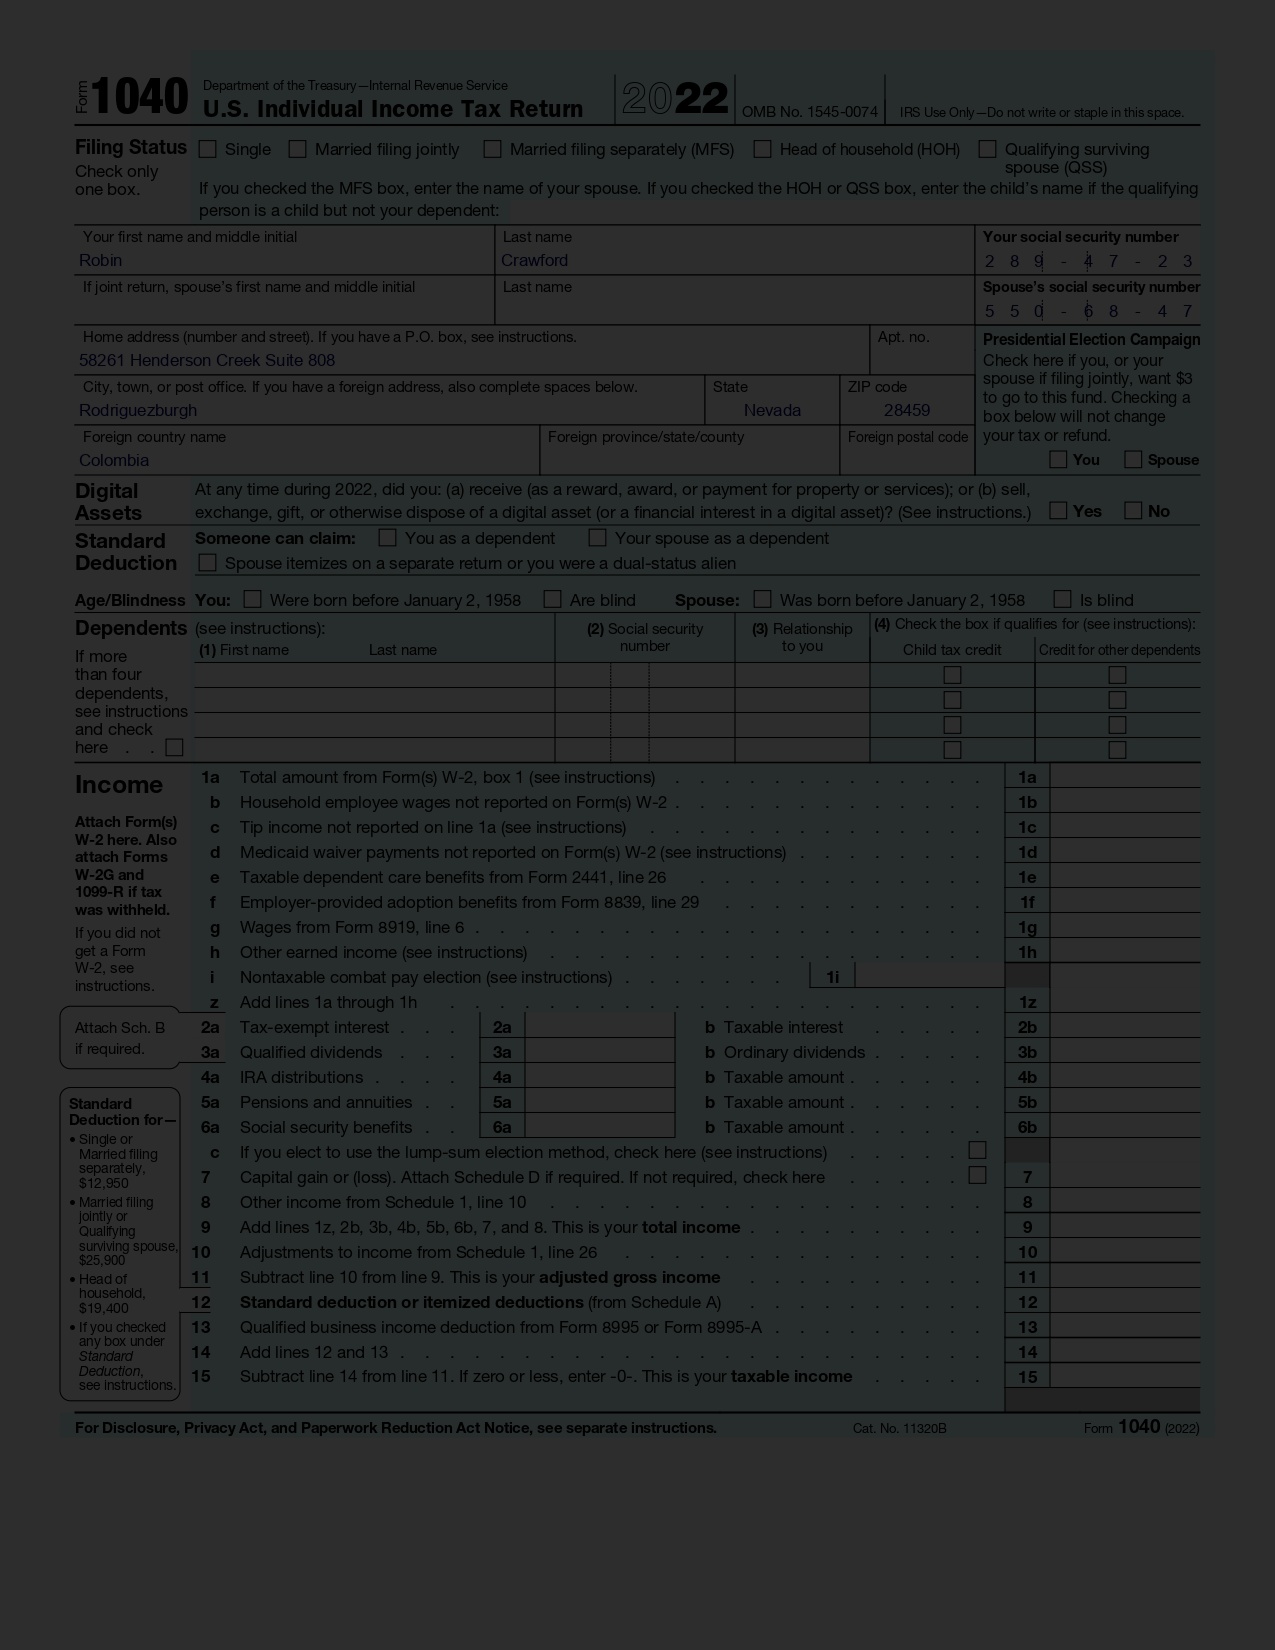 Form 1040 Department of the Treasury—Internal Revenue Service
U.S. Individual Income Tax Return 2022 OMB No. 1545-0074 IRS Use Only—Do not write or staple in this space.
Filing Status Single Married filing jointly Married filing separately (MFS) Head of household (HOH) Qualifying surviving
spouse (QSS)
Check only
one box.
If you checked the MFS box, enter the name of your spouse. If you checked the HOH or QSS box, enter the child's name if the qualifying
person is a child but not your dependent:
Your first name and middle initial Last name Your social security number
Robin Crawford 289-47-23
If joint return, spouse's first name and middle initial Last name Spouse's social security number
550-68-47
Home address (number and street). If you have a P.O. box, see instructions. Apt. no.
58261 Henderson Creek Suite 808
City, town, or post office. If you have a foreign address, also complete spaces below. State ZIP code
Rodriguezburgh Nevada 28459
Foreign country name Foreign province/state/county Foreign postal code
Colombia
Presidential Election Campaign
Check here if you, or your
spouse if filing jointly, want $3
to go to this fund. Checking a
box below will not change
your tax or refund.
You Spouse
Digital
Assets
At any time during 2022, did you: (a) receive (as a reward, award, or payment for property or services); or (b) sell,
exchange, gift, or otherwise dispose of a digital asset (or a financial interest in a digital asset)? (See instructions.) Yes No
Standard
Deduction
Someone can claim: You as a dependent Your spouse as a dependent
Spouse itemizes on a separate return or you were a dual-status alien
Age/Blindness You: Were born before January 2, 1958 Are blind Spouse: Was born before January 2, 1958 Is blind
Dependents (see instructions): (2) Social security number (3) Relationship to you (4) Check the box if qualifies for (see instructions):
(1) First name Last name Child tax credit Credit for other dependents
If more
than four
dependents,
see instructions
and check
here . .
Income
Attach Form(s)
W-2 here. Also
attach Forms
W-2G and
1099-R if tax
was withheld.
If you did not
get a Form
W-2, see
instructions.
1a Total amount from Form(s) W-2, box 1 (see instructions) 1a
b Household employee wages not reported on Form(s) W-2 1b
c Tip income not reported on line 1a (see instructions) 1c
d Medicaid waiver payments not reported on Form(s) W-2 (see instructions) 1d
e Taxable dependent care benefits from Form 2441, line 26 1e
f Employer-provided adoption benefits from Form 8839, line 29 1f
g Wages from Form 8919, line 6 1g
h Other earned income (see instructions) 1h
i Nontaxable combat pay election (see instructions) 1i
z Add lines 1a through 1h 1z
Attach Sch. B
if required.
2a Tax-exempt interest 2a b Taxable interest 2b
3a Qualified dividends 3a b Ordinary dividends 3b
4a IRA distributions 4a b Taxable amount 4b
5a Pensions and annuities 5a b Taxable amount 5b
6a Social security benefits 6a b Taxable amount 6b
c If you elect to use the lump-sum election method, check here (see instructions)
7 Capital gain or (loss). Attach Schedule D if required. If not required, check here 7
8 Other income from Schedule 1, line 10 8
9 Add lines 1z, 2b, 3b, 4b, 5b, 6b, 7, and 8. This is your total income 9
10 Adjustments to income from Schedule 1, line 26 10
11 Subtract line 10 from line 9. This is your adjusted gross income 11
12 Standard deduction or itemized deductions (from Schedule A) 12
13 Qualified business income deduction from Form 8995 or Form 8995-A 13
14 Add lines 12 and 13 14
15 Subtract line 14 from line 11. If zero or less, enter -0-. This is your taxable income 15
Standard
Deduction for—
• Single or
Married filing
separately,
$12,950
• Married filing
jointly or
Qualifying
surviving spouse,
$25,900
• Head of
household,
$19,400
• If you checked
any box under
Standard
Deduction,
see instructions.
For Disclosure, Privacy Act, and Paperwork Reduction Act Notice, see separate instructions. Cat. No. 11320B Form 1040 (2022)